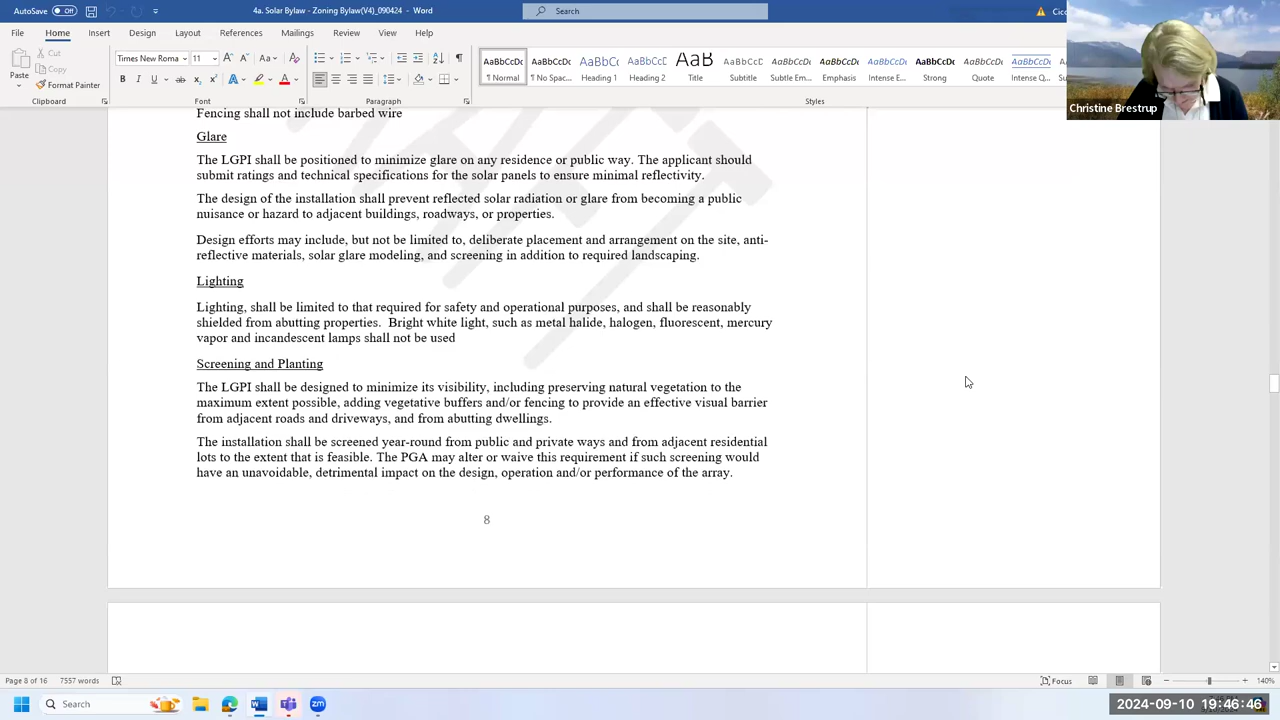 AutoSave Off 4a. Solar Bylaw - Zoning Bylaw(V4)_090424 - Word Search
File Home Insert Design Layout References Mailings Review View Help
Paste Cut Copy Format Painter Clipboard
Times New Roma 11 Font
Paragraph
AaBbCcDc ¶ Normal
AaBbCcDc ¶ No Spac...
AaBbCc Heading 1
AaBbCcD Heading 2
AaB Title
AaBbCcD Subtitle
AaBbCcDt Subtle Em...
AaBbCcDt Emphasis
AaBbCcDt Intense E...
AaBbCcDc Strong
AaBbCcDt Quote
AaBbCcDt Intense Q...
Styles
Christine Brestrup
Fencing shall not include barbed wire
Glare
The LGPI shall be positioned to minimize glare on any residence or public way. The applicant should
submit ratings and technical specifications for the solar panels to ensure minimal reflectivity.
The design of the installation shall prevent reflected solar radiation or glare from becoming a public
nuisance or hazard to adjacent buildings, roadways, or properties.
Design efforts may include, but not be limited to, deliberate placement and arrangement on the site, anti-
reflective materials, solar glare modeling, and screening in addition to required landscaping.
Lighting
Lighting, shall be limited to that required for safety and operational purposes, and shall be reasonably
shielded from abutting properties. Bright white light, such as metal halide, halogen, fluorescent, mercury
vapor and incandescent lamps shall not be used
Screening and Planting
The LGPI shall be designed to minimize its visibility, including preserving natural vegetation to the
maximum extent possible, adding vegetative buffers and/or fencing to provide an effective visual barrier
from adjacent roads and driveways, and from abutting dwellings.
The installation shall be screened year-round from public and private ways and from adjacent residential
lots to the extent that is feasible. The PGA may alter or waive this requirement if such screening would
have an unavoidable, detrimental impact on the design, operation and/or performance of the array.
8
Page 8 of 16 7557 words Focus 140%
Search 2024-09-10 19:46:46